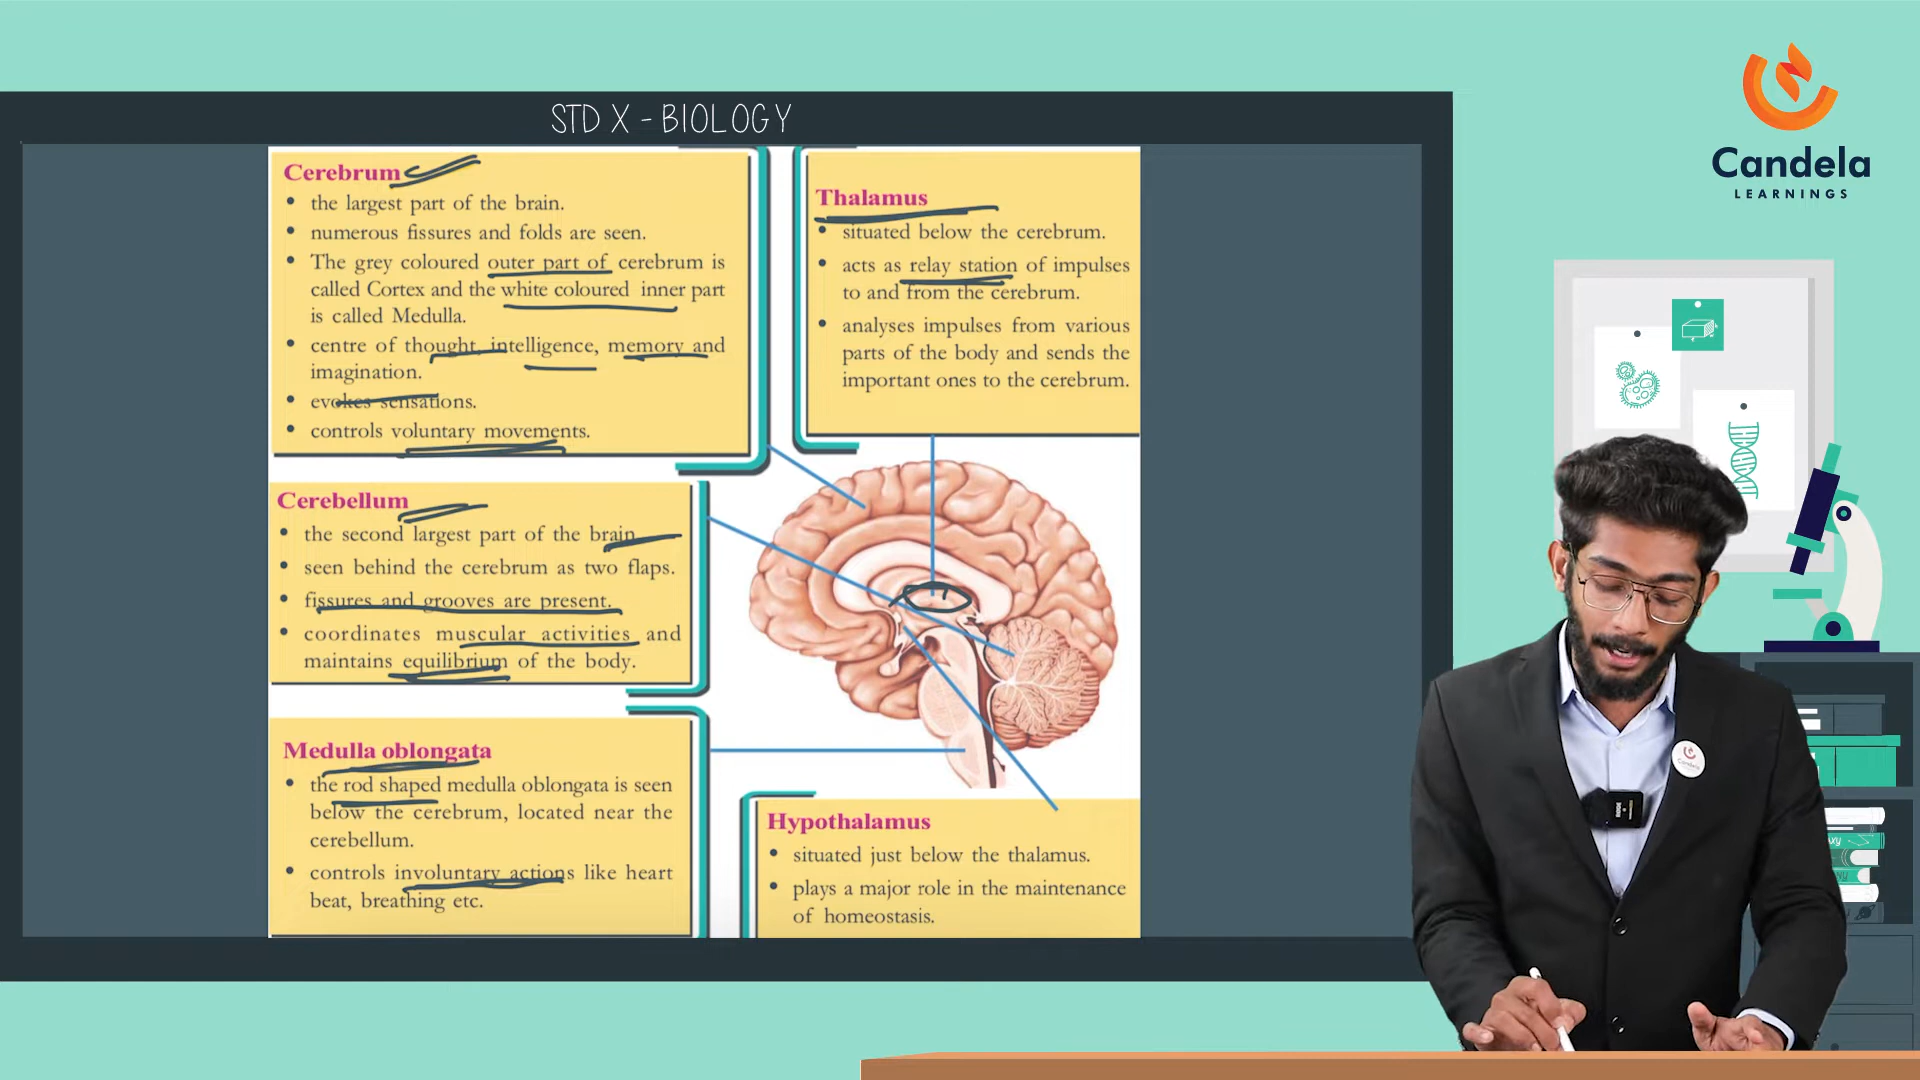 STD X - BIOLOGY
Candela
LEARNINGS
Cerebrum
• the largest part of the brain.
• numerous fissures and folds are seen.
• The grey coloured outer part of cerebrum is
called Cortex and the white coloured inner part
is called Medulla.
• centre of thought, intelligence, memory and
imagination.
• evokes sensations.
• controls voluntary movements.
Thalamus
• situated below the cerebrum.
• acts as relay station of impulses
to and from the cerebrum.
• analyses impulses from various
parts of the body and sends the
important ones to the cerebrum.
Cerebellum
• the second largest part of the brain
• seen behind the cerebrum as two flaps.
• fissures and grooves are present.
• coordinates muscular activities and
maintains equilibrium of the body.
Medulla oblongata
• the rod shaped medulla oblongata is seen
below the cerebrum, located near the
cerebellum.
• controls involuntary actions like heart
beat, breathing etc.
Hypothalamus
• situated just below the thalamus.
• plays a major role in the maintenance
of homeostasis.
Candela